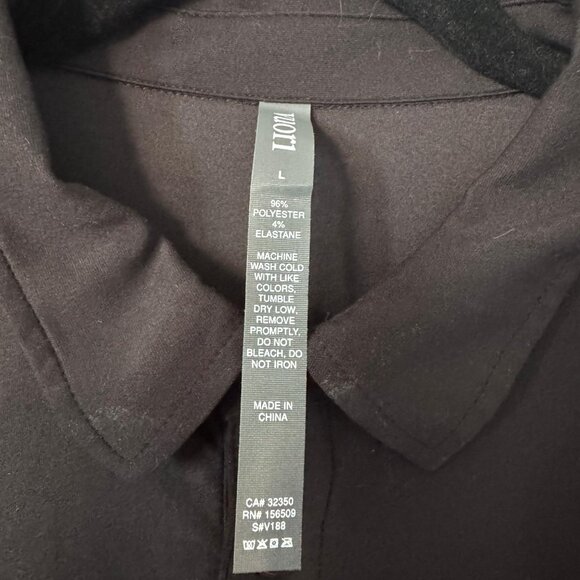 vuori
L
96%
POLYESTER
4%
ELASTANE
MACHINE
WASH COLD
WITH LIKE
COLORS,
TUMBLE
DRY LOW,
REMOVE
PROMPTLY,
DO NOT
BLEACH, DO
NOT IRON
MADE IN
CHINA
CA# 32350
RN# 156509
S#V188